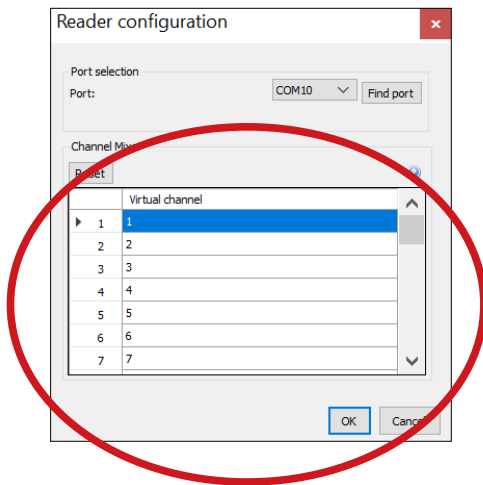 Reader configuration
Port selection
Port:
COM10
Find port
Channel
Virtual channel
1 1
2 2
3 3
4 4
5 5
6 6
7 7
OK